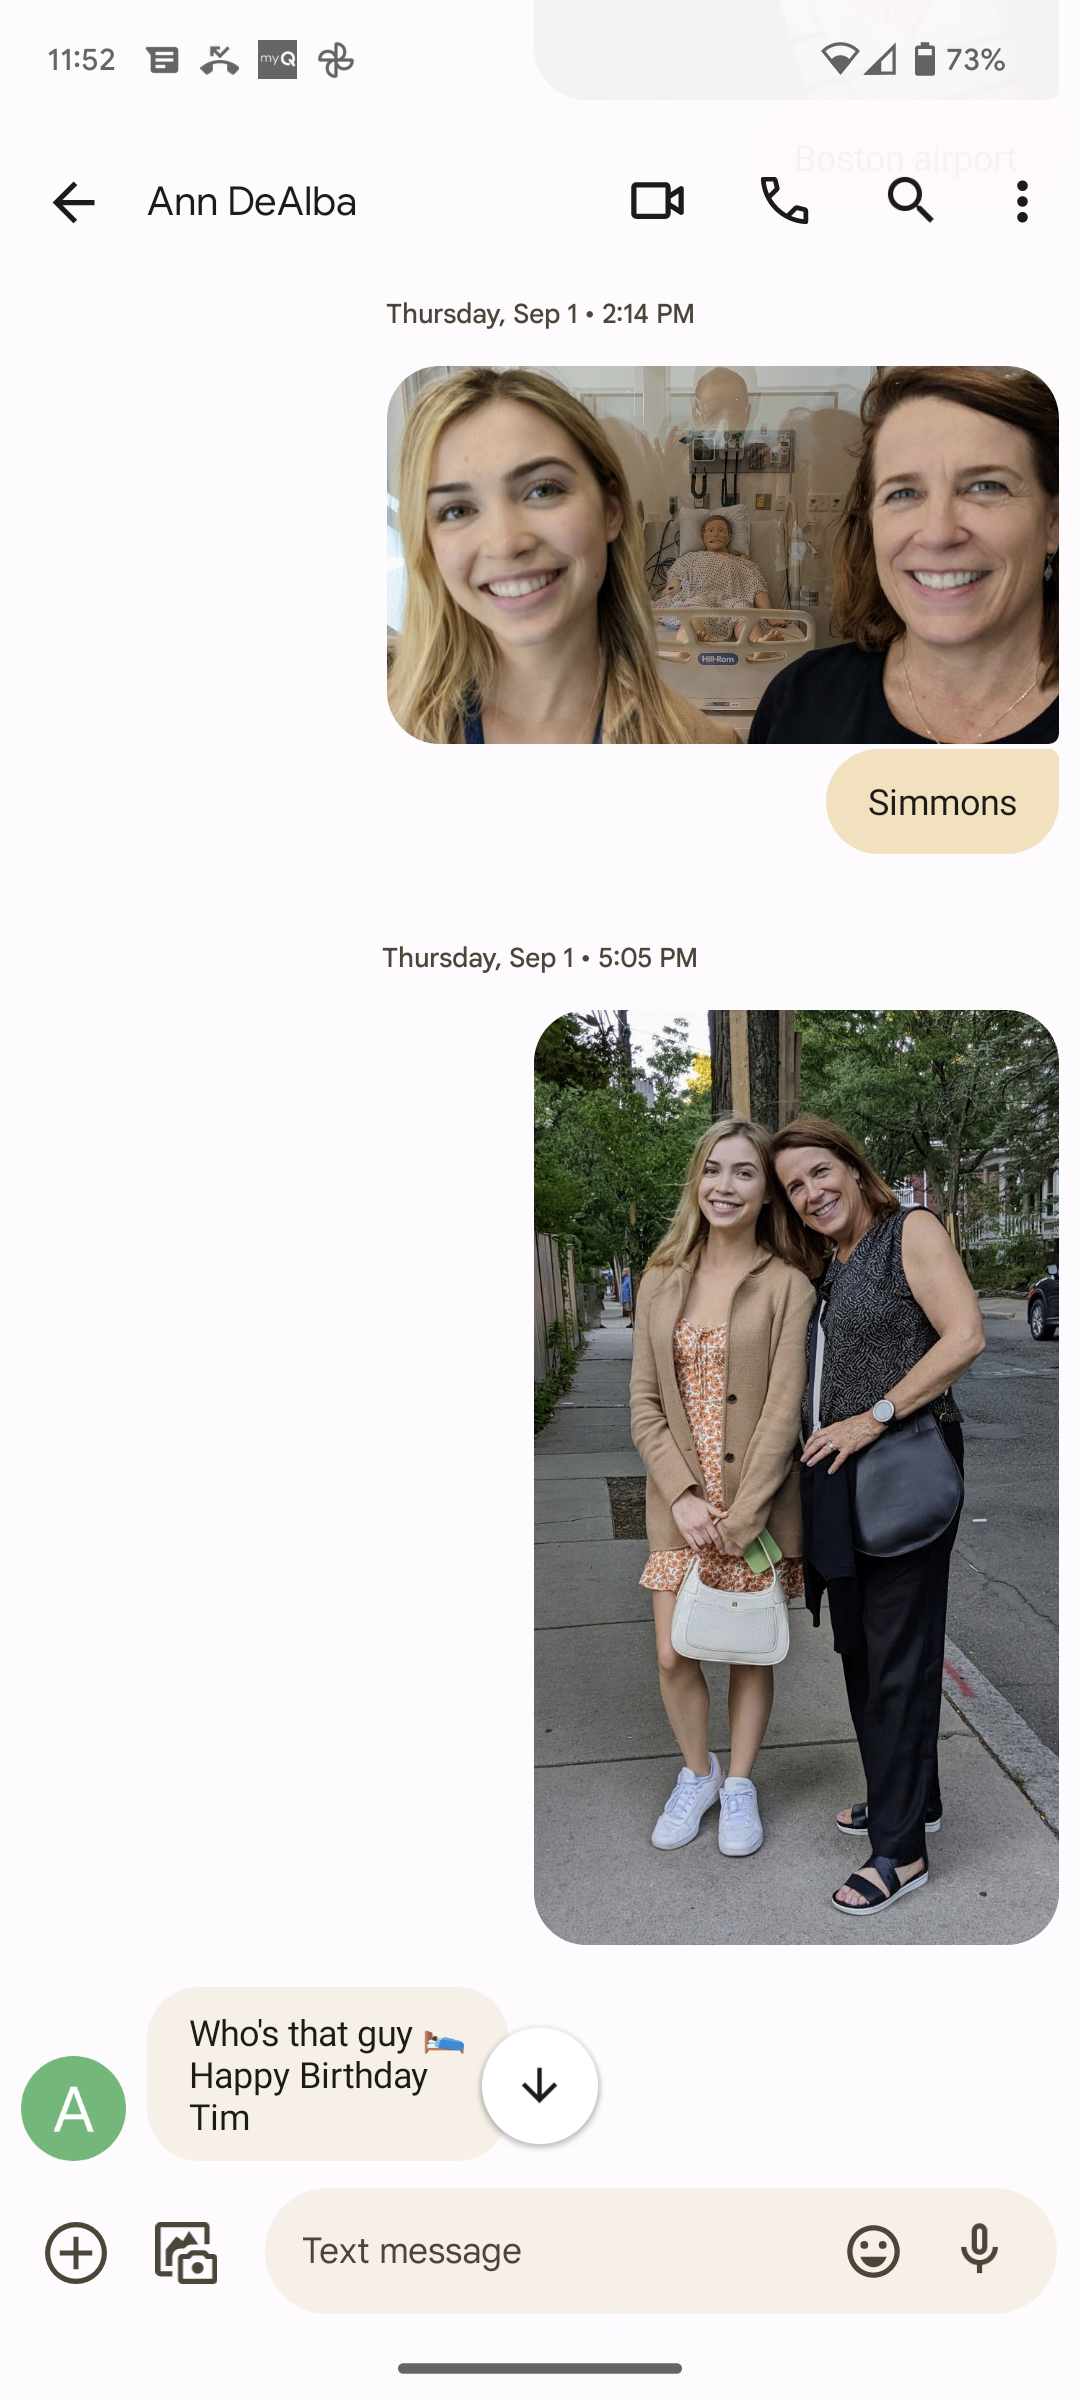 11:52
myQ
73%
Boston airport
Ann DeAlba
Thursday, Sep 1 • 2:14 PM
Hill-Rom
Simmons
Thursday, Sep 1 • 5:05 PM
Who's that guy 🛌
Happy Birthday
Tim
A
Text message